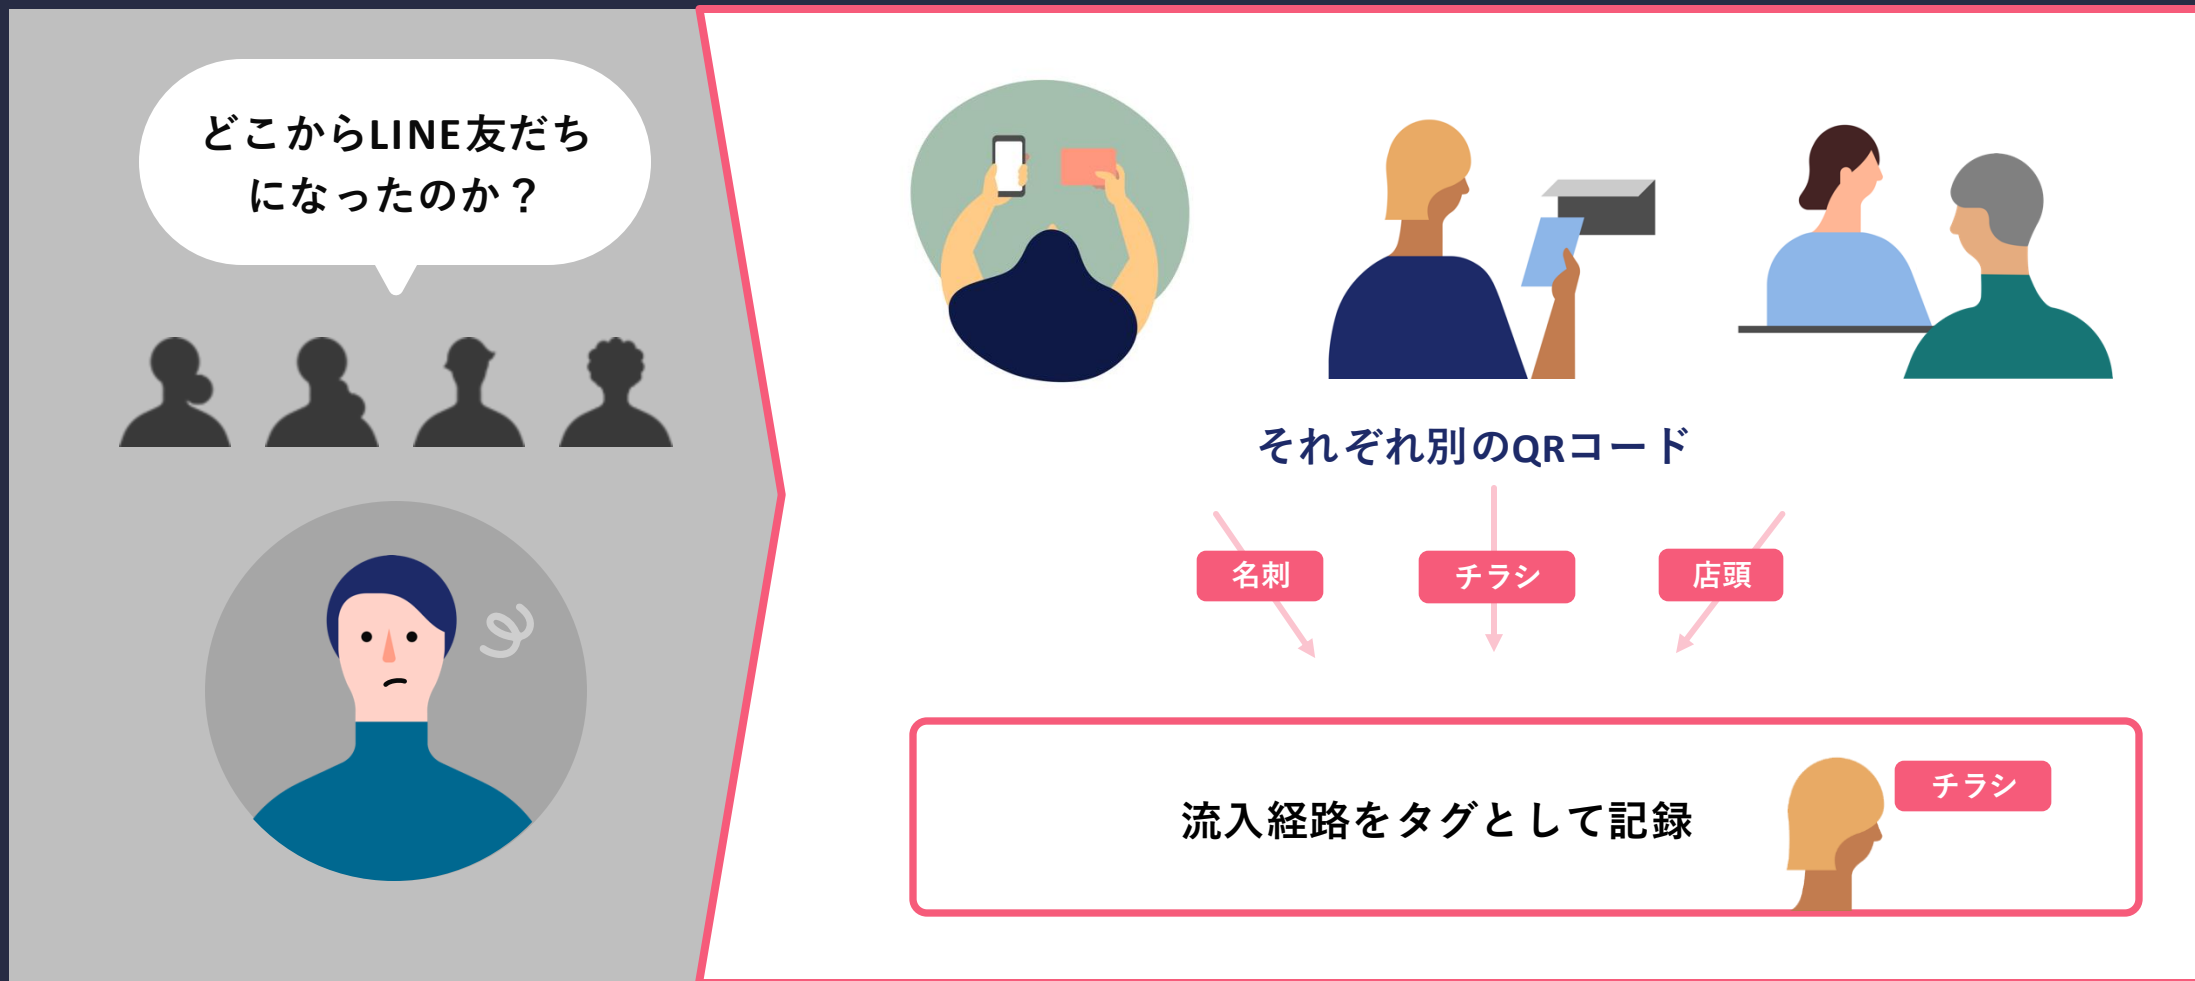 どこからLINE友だち
になったのか？
それぞれ別のQRコード
名刺
チラシ
店頭
流入経路をタグとして記録
チラシ